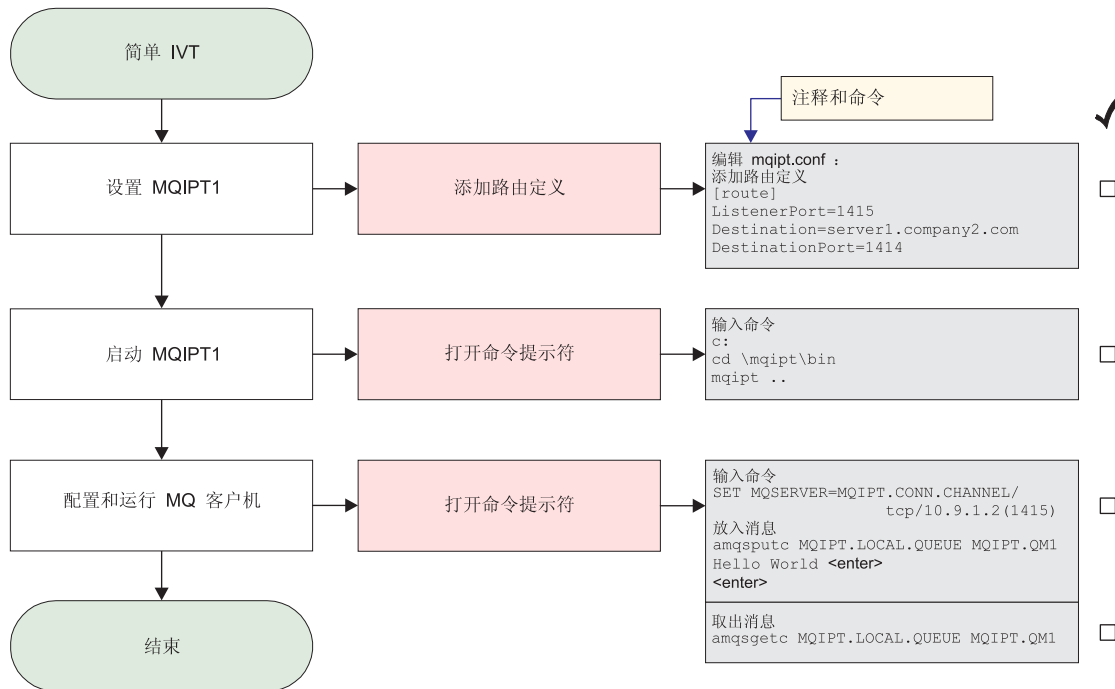 简单 IVT
注释和命令
设置 MQIPT1
添加路由定义
编辑 mqipt.conf :
添加路由定义
[route]
ListenerPort=1415
Destination=server1.company2.com
DestinationPort=1414
启动 MQIPT1
打开命令提示符
输入命令
c:
cd \mqipt\bin
mqipt ..
配置和运行 MQ 客户机
打开命令提示符
输入命令
SET MQSERVER=MQIPT.CONN.CHANNEL/
tcp/10.9.1.2(1415)
放入消息
amqsputc MQIPT.LOCAL.QUEUE MQIPT.QM1
Hello World <enter>
<enter>
取出消息
amqsgetc MQIPT.LOCAL.QUEUE MQIPT.QM1
结束